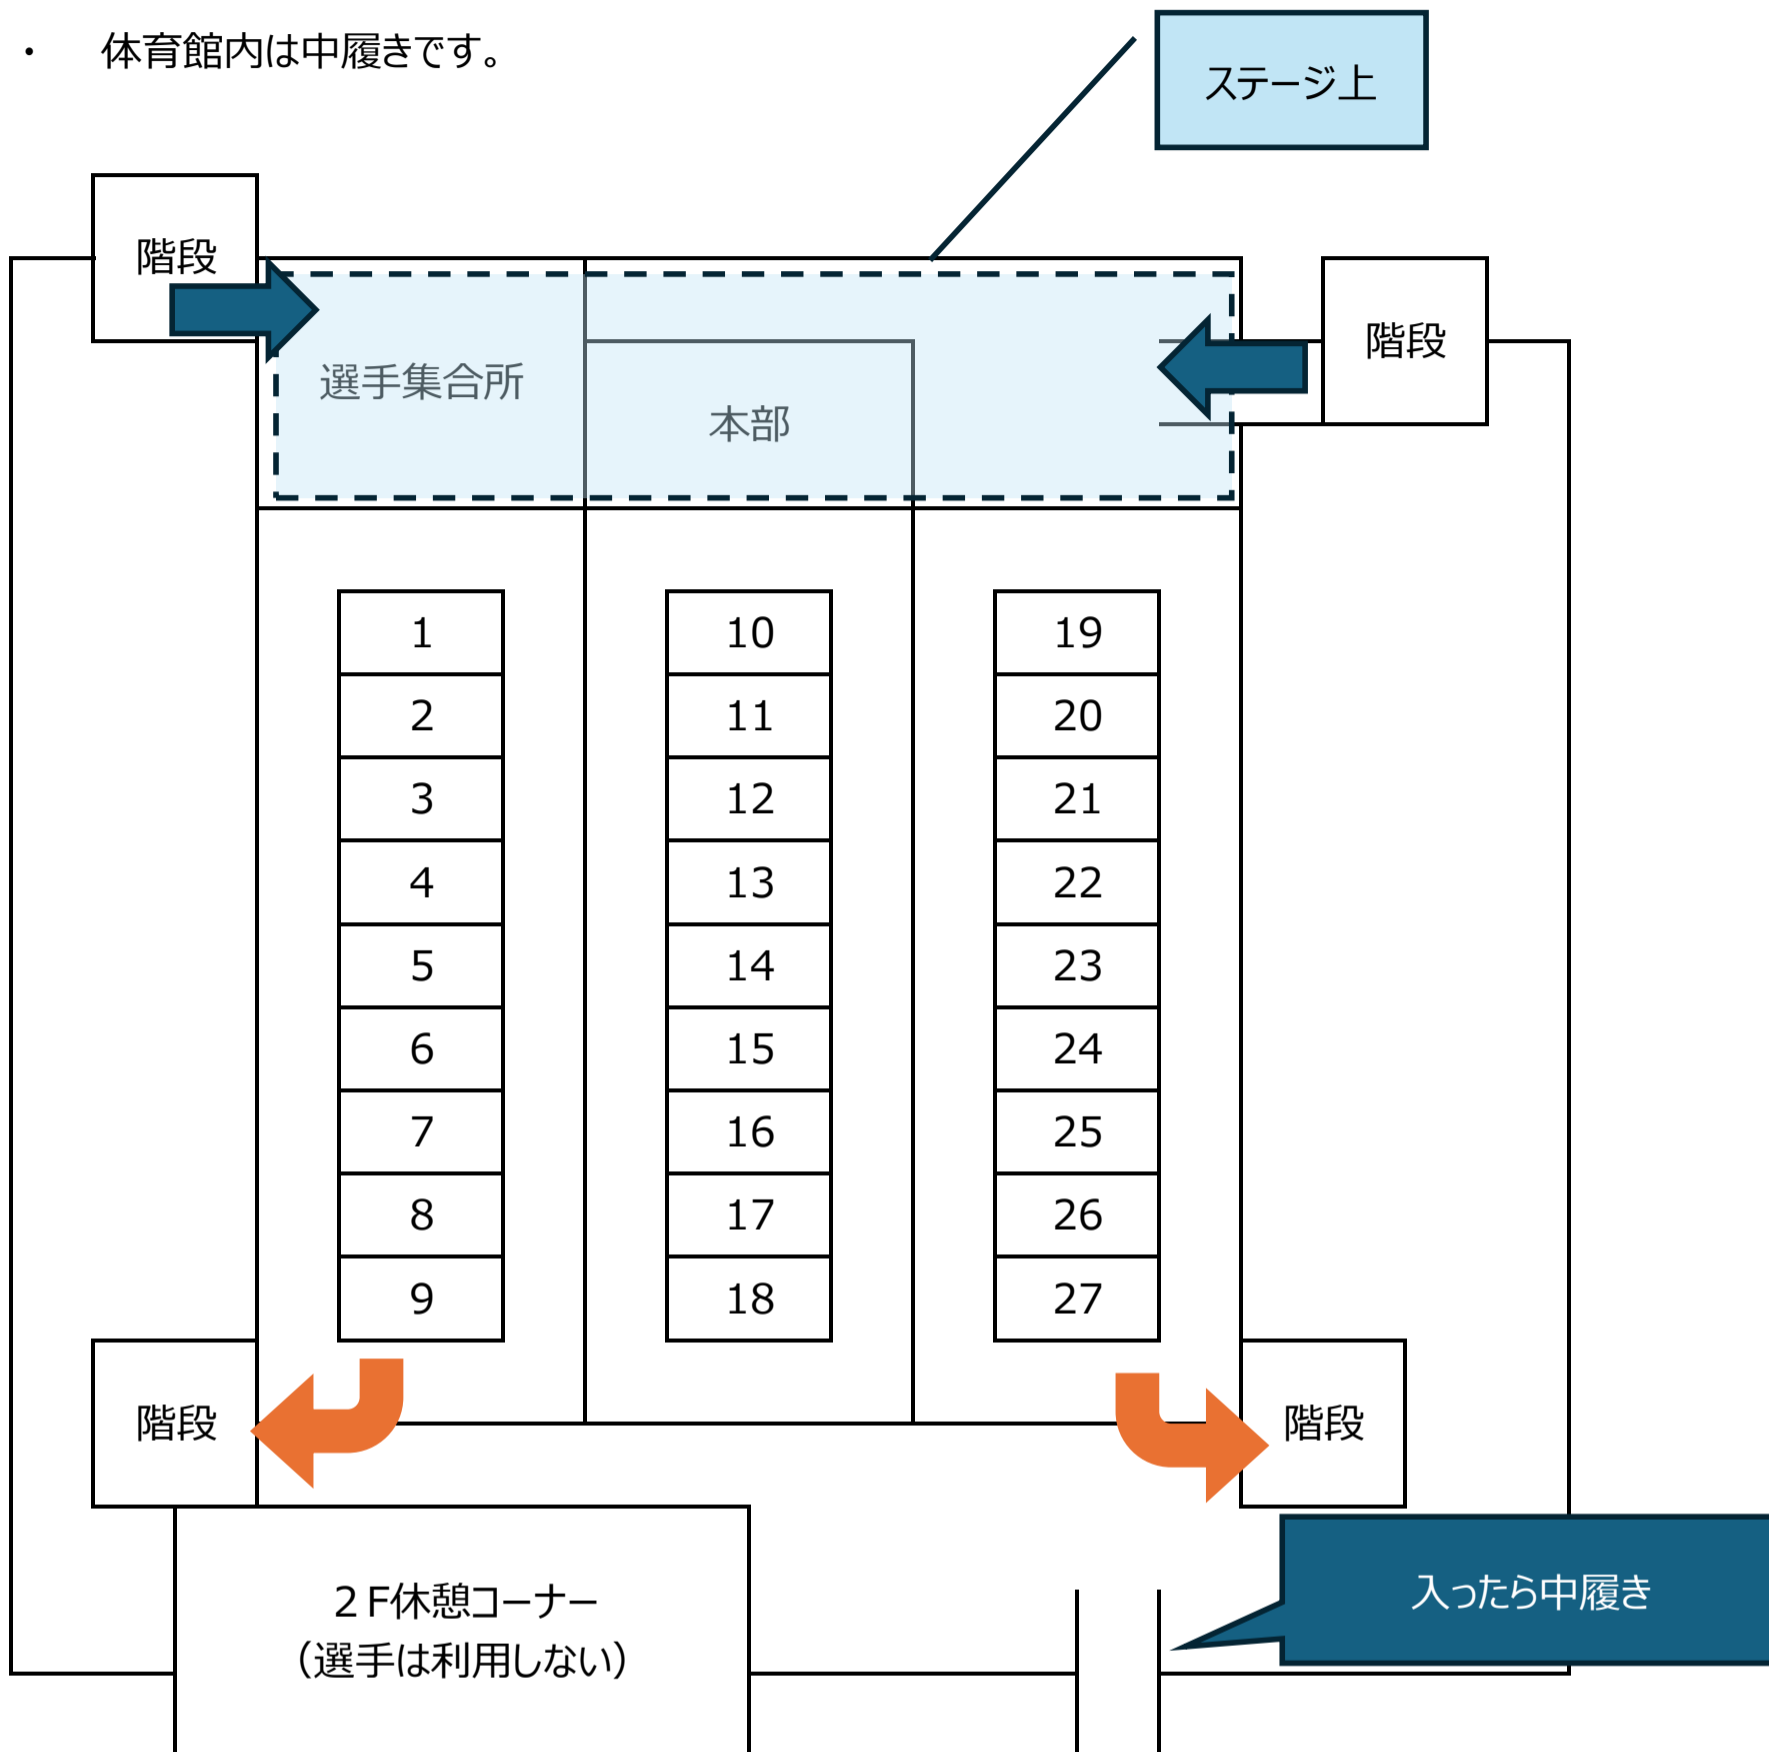 ・　体育館内は中履きです。
ステージ上
階段
階段
選手集合所
本部
1
10
19
2
11
20
3
12
21
4
13
22
5
14
23
6
15
24
7
16
25
8
17
26
9
18
27
階段
階段
２F休憩コーナー
（選手は利用しない）
入ったら中履き